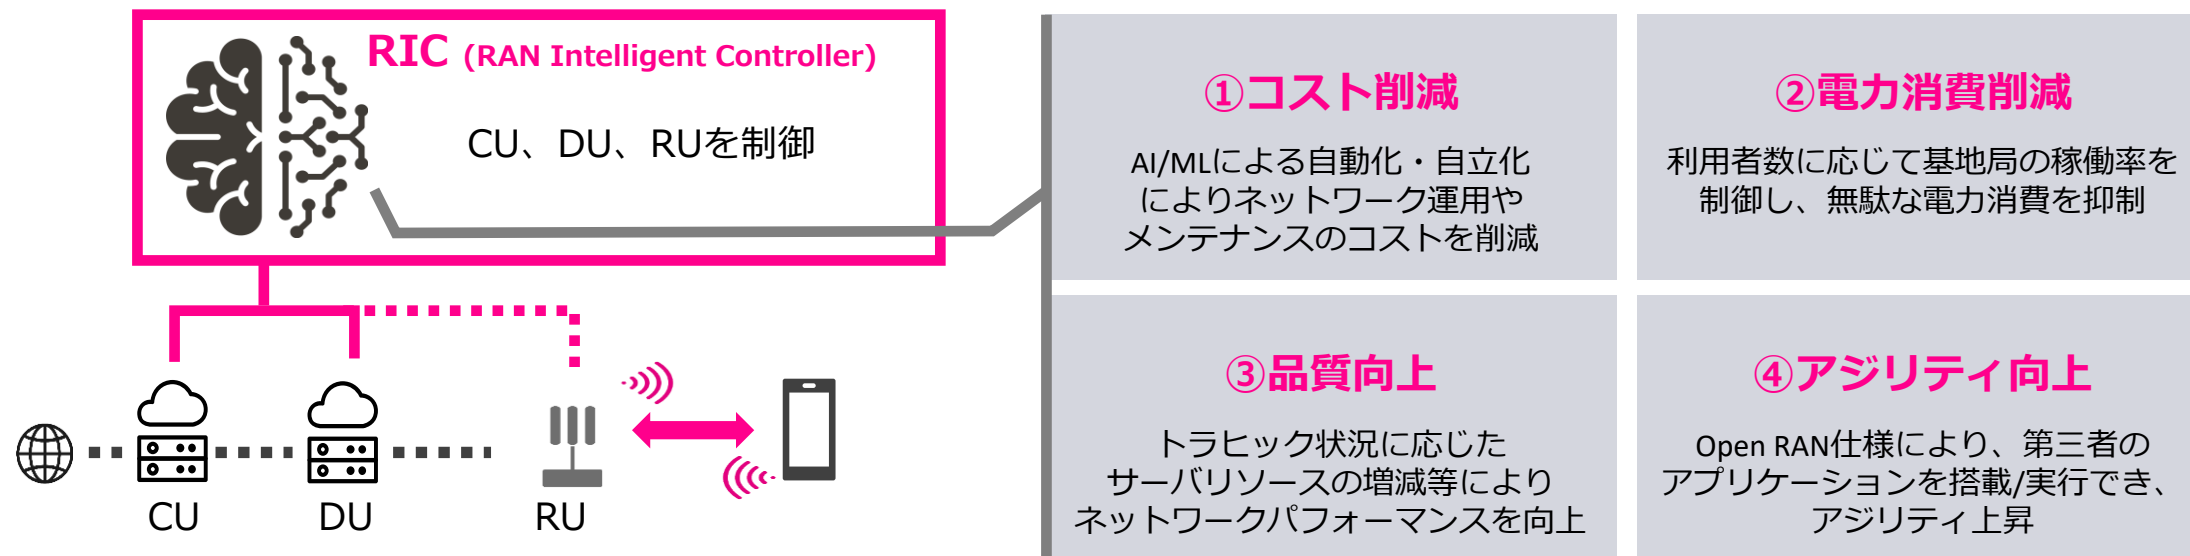 RIC (RAN Intelligent Controller)
CU、DU、RUを制御
CU
DU
RU
①コスト削減
AI/MLによる自動化・自立化
によりネットワーク運用や
メンテナンスのコストを削減
②電力消費削減
利用者数に応じて基地局の稼働率を
制御し、無駄な電力消費を抑制
③品質向上
トラヒック状況に応じた
サーバリソースの増減等により
ネットワークパフォーマンスを向上
④アジリティ向上
Open RAN仕様により、第三者の
アプリケーションを搭載/実行でき、
アジリティ上昇